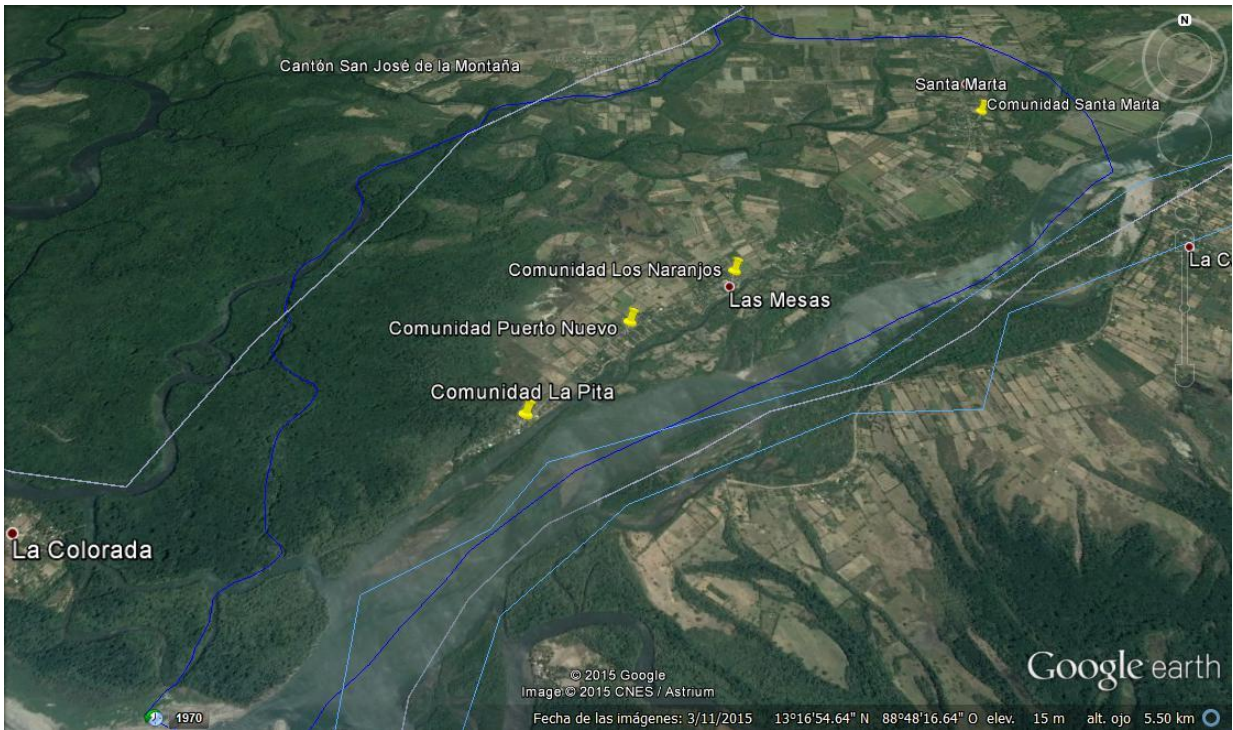 N
Cantón San José de la Montaña
Santa Marta
Comunidad Santa Marta
La C
Comunidad Los Naranjos
Las Mesas
Comunidad Puerto Nuevo
Comunidad La Pita
La Colorada
© 2015 Google
Image © 2015 CNES / Astrium
Google earth
1970
Fecha de las imágenes: 3/11/2015 13°16'54.64" N 88°48'16.64" O elev. 15 m alt. ojo 5.50 km